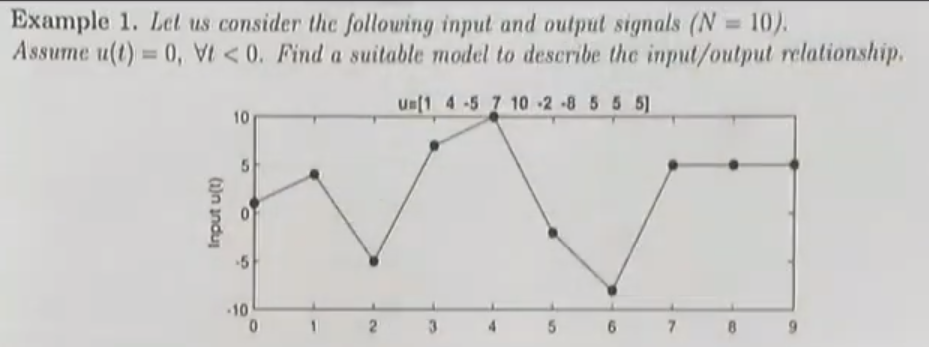 Example 1. Let us consider the following input and output signals (N = 10).
Assume u(t) = 0, ∀t < 0. Find a suitable model to describe the input/output relationship.
u=[1 4 -5 7 10 -2 -8 5 5 5]
10
5
0
-5
-10
Input u(t)
0 1 2 3 4 5 6 7 8 9